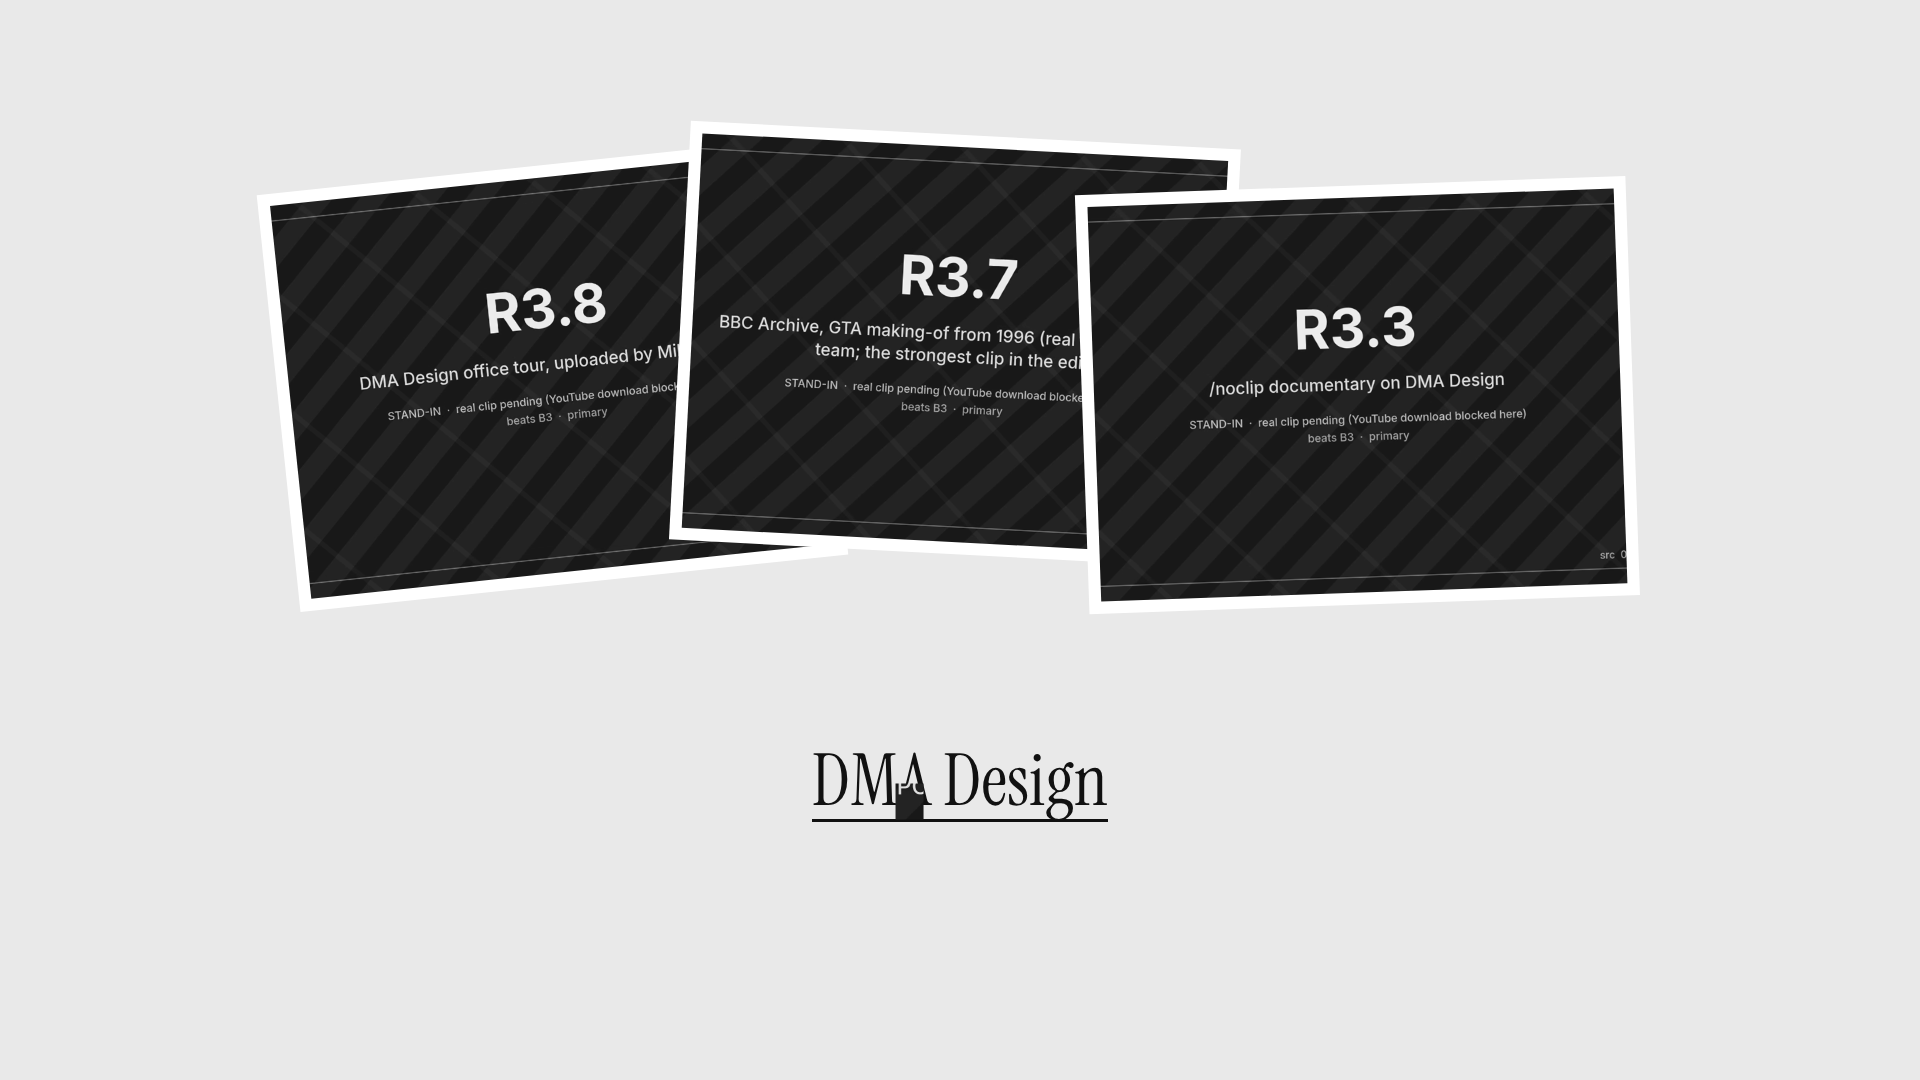 R3.8
DMA Design office tour, uploaded by
STAND-IN · real clip pending (YouTube download
beats B3 · primary
R3.7
BBC Archive, GTA making-of from 1996 (real
team; the strongest clip in the
STAND-IN · real clip pending (YouTube download
beats B3 · primary
R3.3
/noclip documentary on DMA Design
STAND-IN · real clip pending (YouTube download blocked here)
beats B3 · primary
src
DMA Design